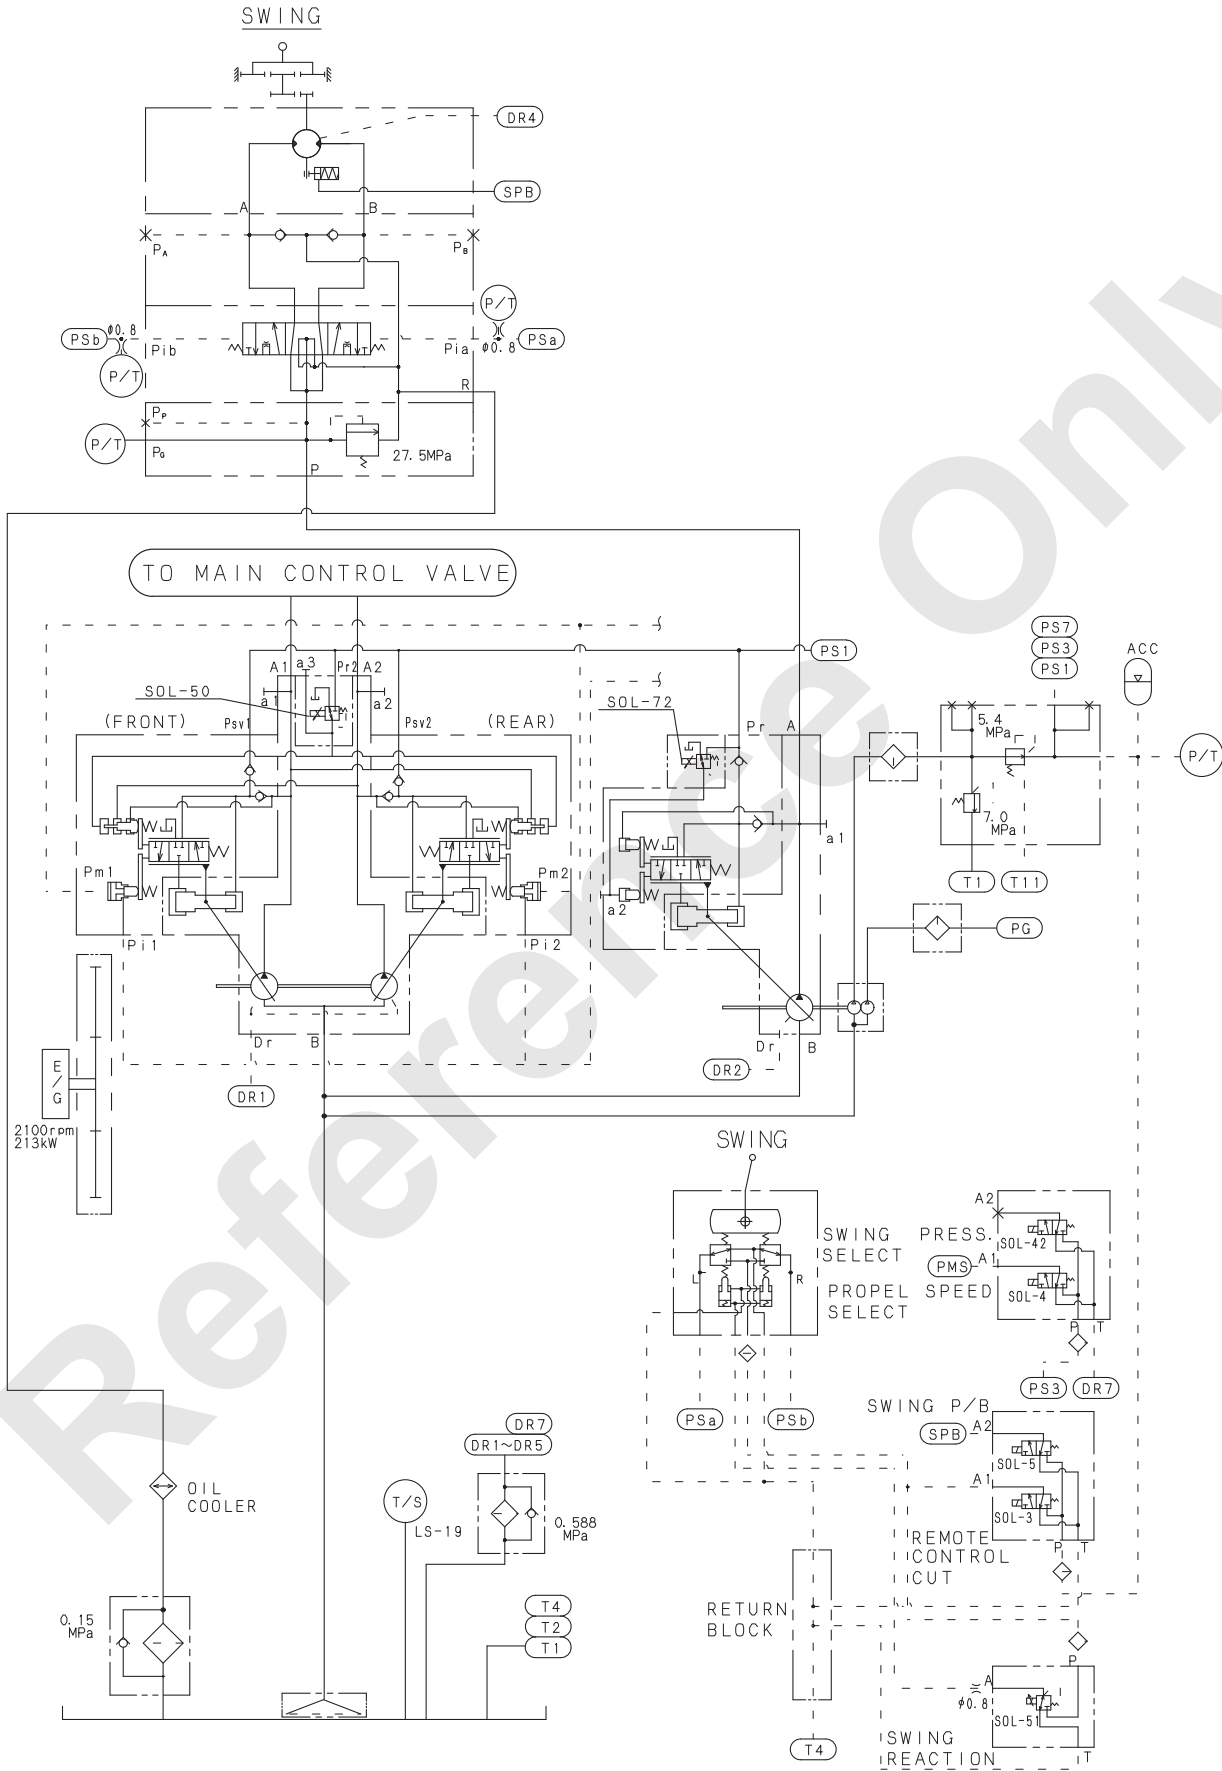 SWING
DR4
SPB
A
B
PA
PB
P/T
PSb
φ0.8
PSa
Pib
Pia
φ0.8
P/T
R
PP
P/T
PG
27.5MPa
P
TO MAIN CONTROL VALVE
PS7
PS3
PS1
PS1
ACC
A1
a3
Pr2
A2
SOL-50
a1
a2
SOL-72
(FRONT)
Psv1
Psv2
(REAR)
Pr
A
5.4
MPa
P/T
7.0
MPa
a1
Pm1
Pm2
T1
T11
a2
PG
Pi1
Pi2
Dr
B
Dr
B
E/G
DR1
DR2
2100rpm
213kW
SWING
A2
SWING
SELECT
PRESS.
SOL-42
PMS
A1
L
R
PROPEL SPEED
SELECT
SOL-4
P
T
PS3
DR7
PSa
PSb
SWING P/B
DR7
SPB
A2
DR1~DR5
SOL-5
OIL
COOLER
T/S
A1
LS-19
0.588
MPa
SOL-3
REMOTE
CONTROL
CUT
P
T
0.15
MPa
T4
T2
T1
RETURN
BLOCK
P
A
φ0.8
SOL-51
SWING
REACTION
T4
T
Reference Only